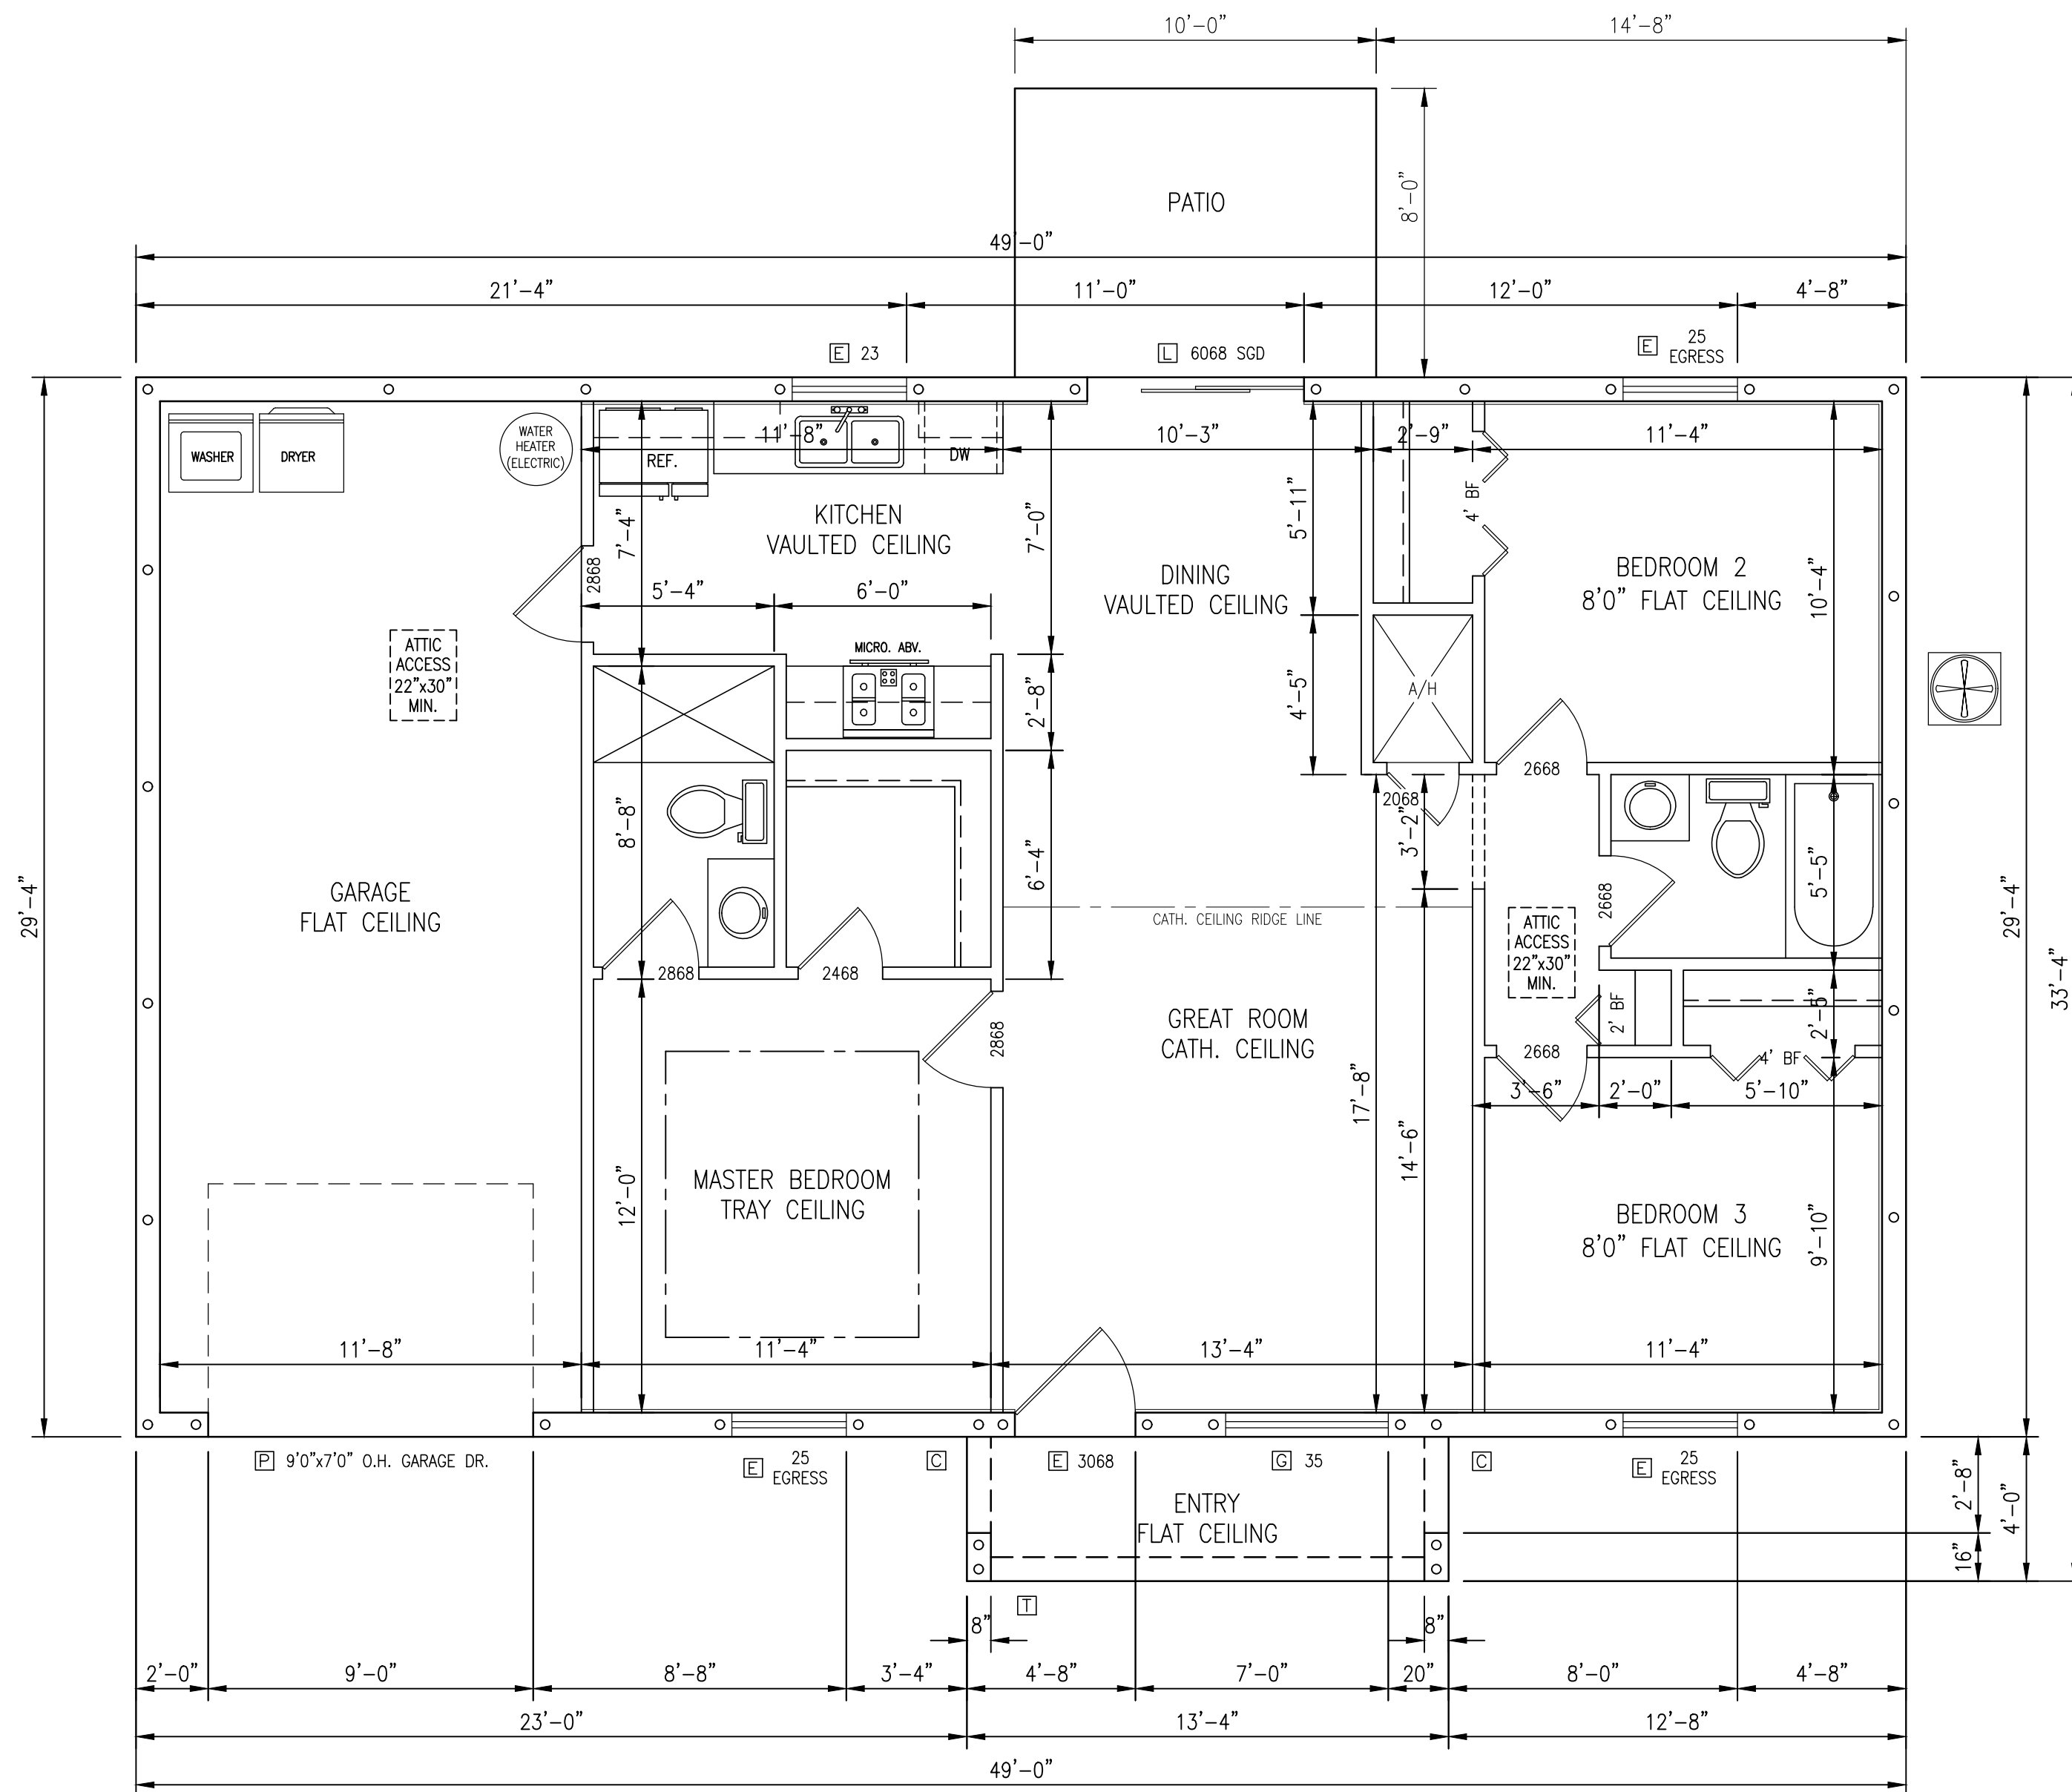 10'-0" 14'-8"
8'-0"
PATIO
49'-0"
21'-4" 11'-0" 12'-0" 4'-8"
E 23
L 6068 SGD
E 25
EGRESS
WASHER
DRYER
WATER
HEATER
(ELECTRIC)
REF.
11'-8" 10'-3" 2'-9" 11'-4"
DW
KITCHEN
VAULTED CEILING
7'-4"
7'-0"
5'-11"
4' BF
2868
5'-4" 6'-0"
DINING
VAULTED CEILING
BEDROOM 2
8'0" FLAT CEILING
10'-4"
ATTIC
ACCESS
22"x30"
MIN.
MICRO. ABV.
2'-8"
4'-5"
A/H
2668
2068
3'-2"
8'-8"
6'-4"
5'-5"
2668
29'-4"
GARAGE
FLAT CEILING
CATH. CEILING RIDGE LINE
ATTIC
ACCESS
22"x30"
MIN.
29'-4"
33'-4"
2868 2468
2868
GREAT ROOM
CATH. CEILING
2' BF
2'-5"
2668
4' BF
3'-6" 2'-0" 5'-10"
17'-8"
14'-6"
12'-0"
MASTER BEDROOM
TRAY CEILING
BEDROOM 3
8'0" FLAT CEILING
9'-10"
11'-8" 11'-4" 13'-4" 11'-4"
P 9'0"x7'0" O.H. GARAGE DR.
E 25
EGRESS
C
E 3068
G 35
C
E 25
EGRESS
ENTRY
FLAT CEILING
2'-8"
4'-0"
16"
T
8" 8"
2'-0" 9'-0" 8'-8" 3'-4" 4'-8" 7'-0" 20" 8'-0" 4'-8"
23'-0" 13'-4" 12'-8"
49'-0"